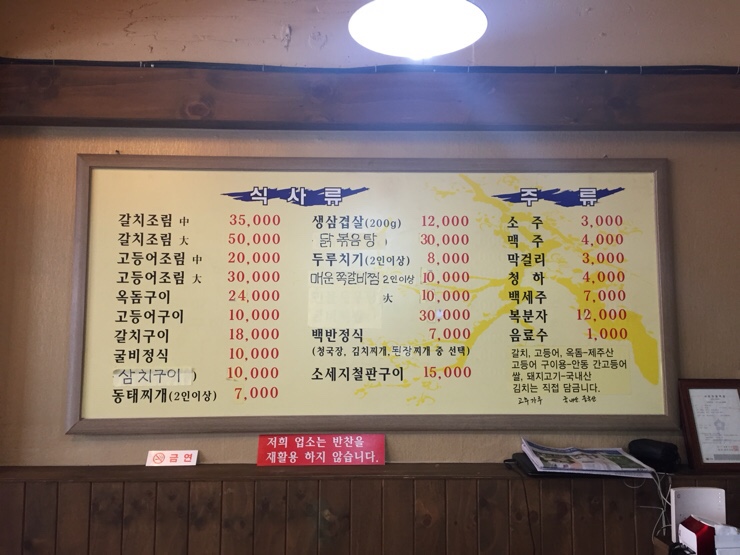 식 사 류
갈치조림 中 35,000
갈치조림 大 50,000
고등어조림 中 20,000
고등어조림 大 30,000
옥돔구이 24,000
고등어구이 10,000
갈치구이 18,000
굴비정식 10,000
삼치구이) 10,000
동태찌개(2인이상) 7,000
생삼겹살(200g) 12,000
닭볶음탕 ) 30,000
두루치기(2인이상) 8,000
매운쪽갈비찜 2인이상 10,000
大 10,000
30,000
백반정식 7,000
(청국장, 김치찌개, 된장찌개 중 선택)
소세지철판구이 15,000
주 류
소 주 3,000
맥 주 4,000
막걸리 3,000
청 하 4,000
백세주 7,000
복분자 12,000
음료수 1,000
갈치, 고등어, 옥돔-제주산
고등어 구이용-안동 간고등어
쌀, 돼지고기-국내산
김치는 직접 담금니다.
고추가루
금 연
저희 업소는 반찬을
재활용 하지 않습니다.